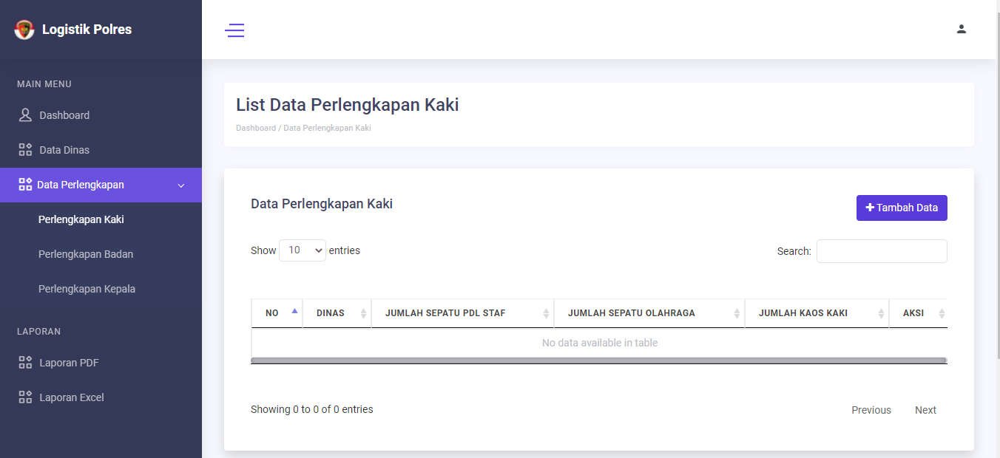 Logistik Polres
MAIN MENU
Dashboard
Data Dinas
Data Perlengkapan
Perlengkapan Kaki
Perlengkapan Badan
Perlengkapan Kepala
LAPORAN
Laporan PDF
Laporan Excel
List Data Perlengkapan Kaki
Dashboard / Data Perlengkapan Kaki
Data Perlengkapan Kaki
Tambah Data
Show 10 entries
Search:
NO DINAS JUMLAH SEPATU PDL STAF JUMLAH SEPATU OLAHRAGA JUMLAH KAOS KAKI AKSI
No data available in table
Showing 0 to 0 of 0 entries
Previous Next